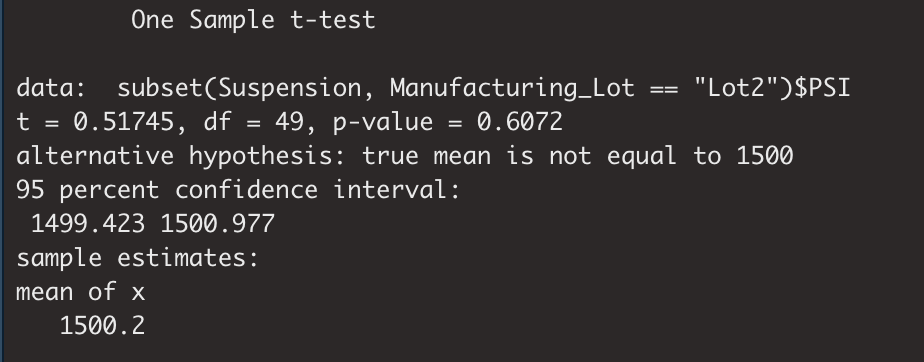 One Sample t-test
data:  subset(Suspension, Manufacturing_Lot == "Lot2")$PSI
t = 0.51745, df = 49, p-value = 0.6072
alternative hypothesis: true mean is not equal to 1500
95 percent confidence interval:
1499.423 1500.977
sample estimates:
mean of x
1500.2